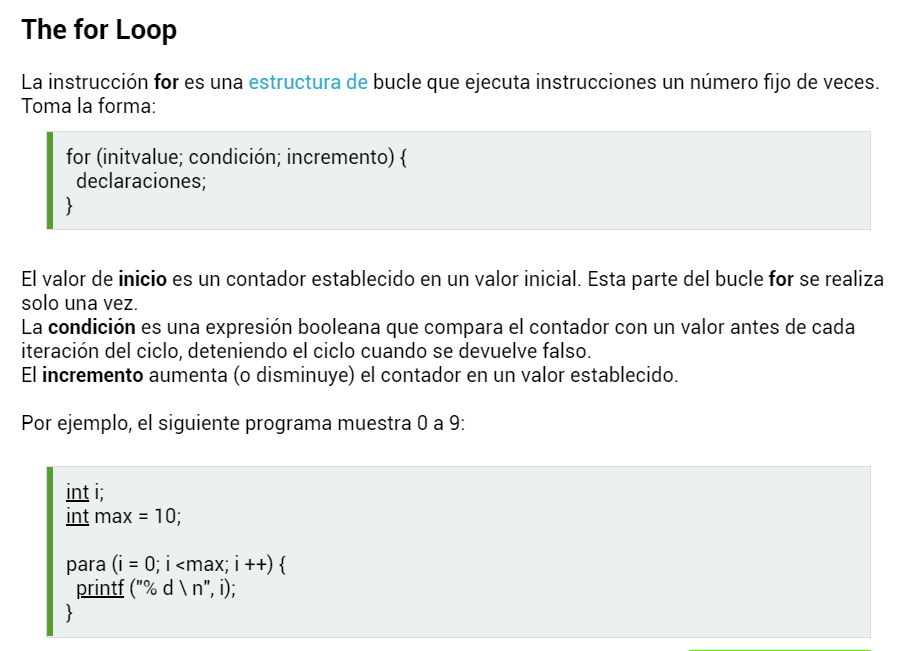 The for Loop
La instrucción for es una estructura de bucle que ejecuta instrucciones un número fijo de veces.
Toma la forma:
for (initvalue; condición; incremento) {
declaraciones;
}
El valor de inicio es un contador establecido en un valor inicial. Esta parte del bucle for se realiza
solo una vez.
La condición es una expresión booleana que compara el contador con un valor antes de cada
iteración del ciclo, deteniendo el ciclo cuando se devuelve falso.
El incremento aumenta (o disminuye) el contador en un valor establecido.
Por ejemplo, el siguiente programa muestra 0 a 9:
int i;
int max = 10;
para (i = 0; i <max; i ++) {
printf ("% d \ n", i);
}